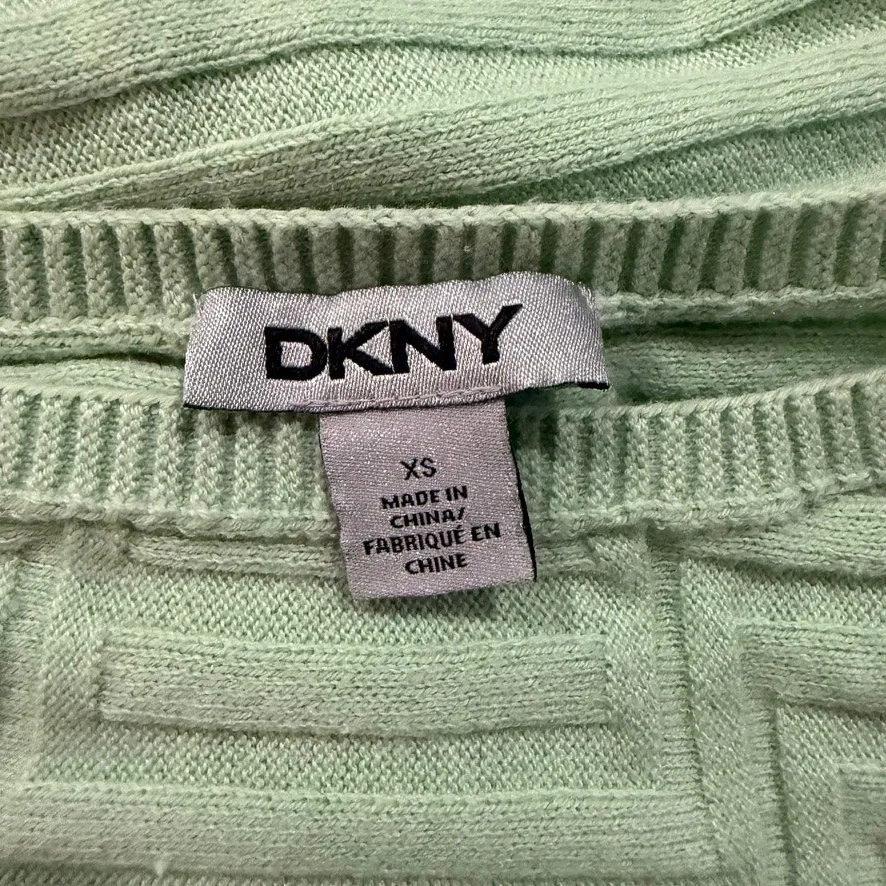 DKNY
XS
MADE IN
CHINA/
FABRIQUÉ EN
CHINE